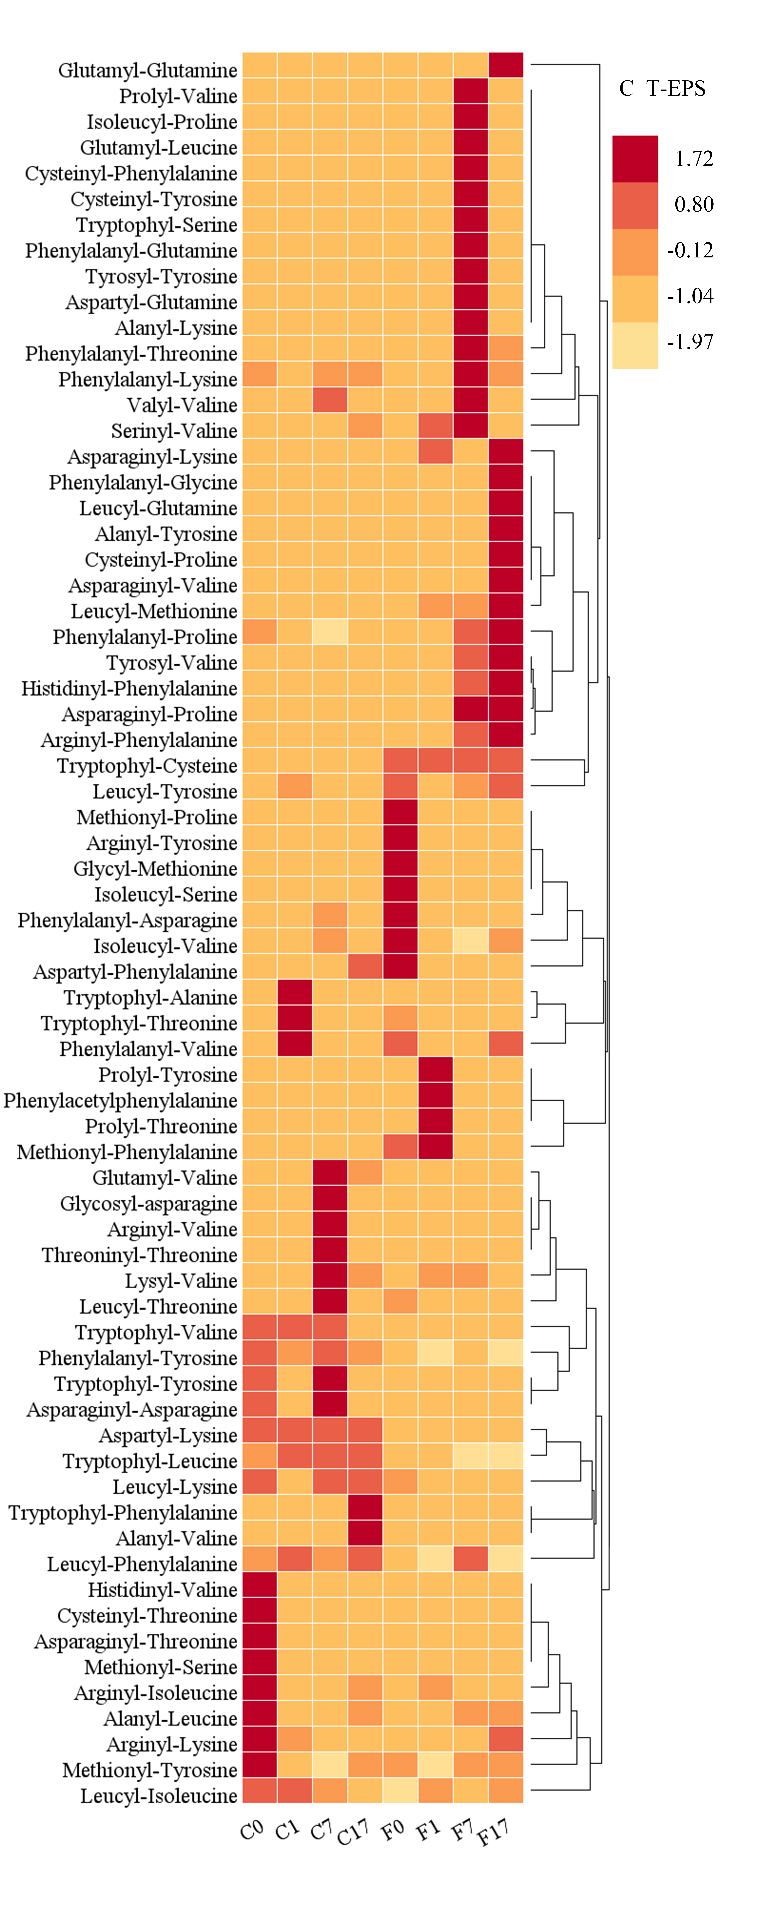 Glutamyl-Glutamine
Prolyl-Valine
Isoleucyl-Proline
Glutamyl-Leucine
Cysteinyl-Phenylalanine
Cysteinyl-Tyrosine
Tryptophyl-Serine
Phenylalanyl-Glutamine
Tyrosyl-Tyrosine
Aspartyl-Glutamine
Alanyl-Lysine
Phenylalanyl-Threonine
Phenylalanyl-Lysine
Valyl-Valine
Serinyl-Valine
Asparaginyl-Lysine
Phenylalanyl-Glycine
Leucyl-Glutamine
Alanyl-Tyrosine
Cysteinyl-Proline
Asparaginyl-Valine
Leucyl-Methionine
Phenylalanyl-Proline
Tyrosyl-Valine
Histidinyl-Phenylalanine
Asparaginyl-Proline
Arginyl-Phenylalanine
Tryptophyl-Cysteine
Leucyl-Tyrosine
Methionyl-Proline
Arginyl-Tyrosine
Glycyl-Methionine
Isoleucyl-Serine
Phenylalanyl-Asparagine
Isoleucyl-Valine
Aspartyl-Phenylalanine
Tryptophyl-Alanine
Tryptophyl-Threonine
Phenylalanyl-Valine
Prolyl-Tyrosine
Phenylacetylphenylalanine
Prolyl-Threonine
Methionyl-Phenylalanine
Glutamyl-Valine
Glycosyl-asparagine
Arginyl-Valine
Threoninyl-Threonine
Lysyl-Valine
Leucyl-Threonine
Tryptophyl-Valine
Phenylalanyl-Tyrosine
Tryptophyl-Tyrosine
Asparaginyl-Asparagine
Aspartyl-Lysine
Tryptophyl-Leucine
Leucyl-Lysine
Tryptophyl-Phenylalanine
Alanyl-Valine
Leucyl-Phenylalanine
Histidinyl-Valine
Cysteinyl-Threonine
Asparaginyl-Threonine
Methionyl-Serine
Arginyl-Isoleucine
Alanyl-Leucine
Arginyl-Lysine
Methionyl-Tyrosine
Leucyl-Isoleucine
C0 C1 C7 C17 F0 F1 F7 F17
C T-EPS
1.72
0.80
-0.12
-1.04
-1.97